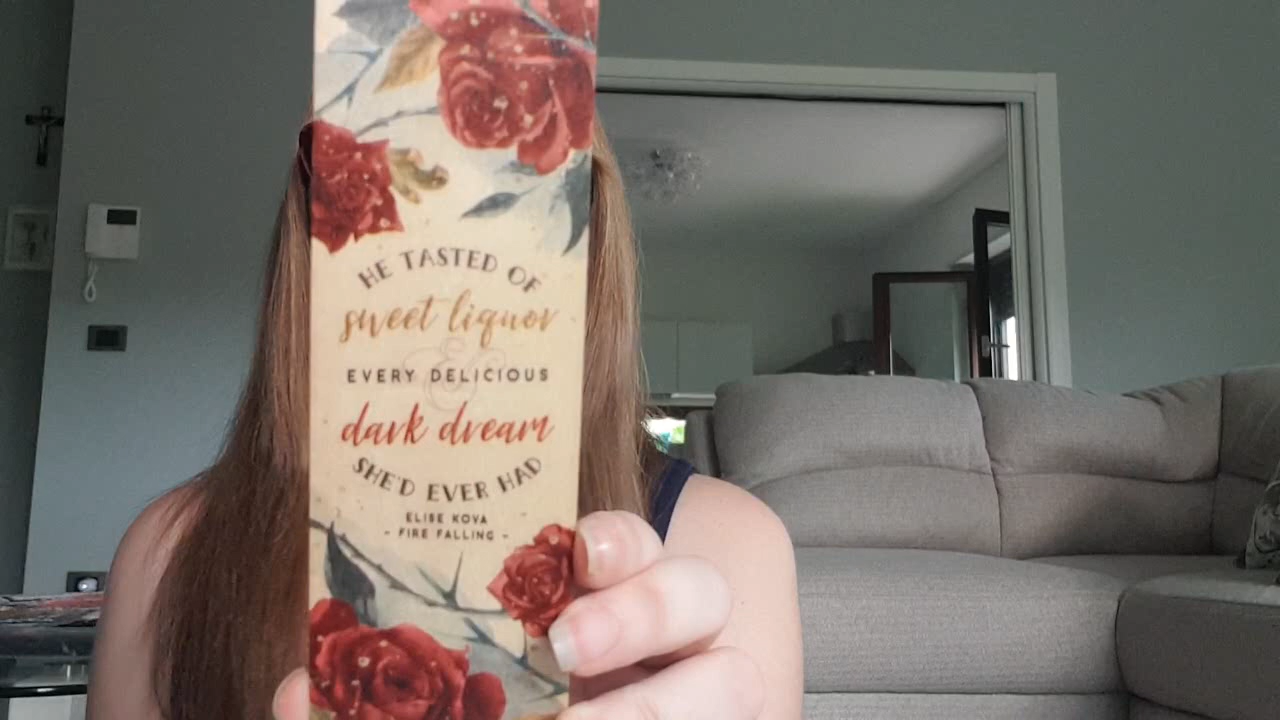 HE TASTED OF
sweet liquor
&
EVERY DELICIOUS
dark dream
SHE'D EVER HAD
ELISE KOVA
- FIRE FALLING -